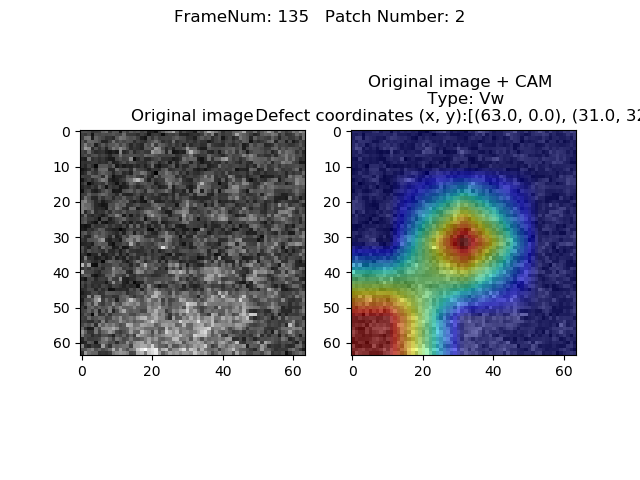 FrameNum: 135   Patch Number: 2
Original image + CAM
Type: Vw
Original image
Defect coordinates (x, y):[(63.0, 0.0), (31.0, 32
0
10
20
30
40
50
60
0 20 40 60
0
10
20
30
40
50
60
0 20 40 60